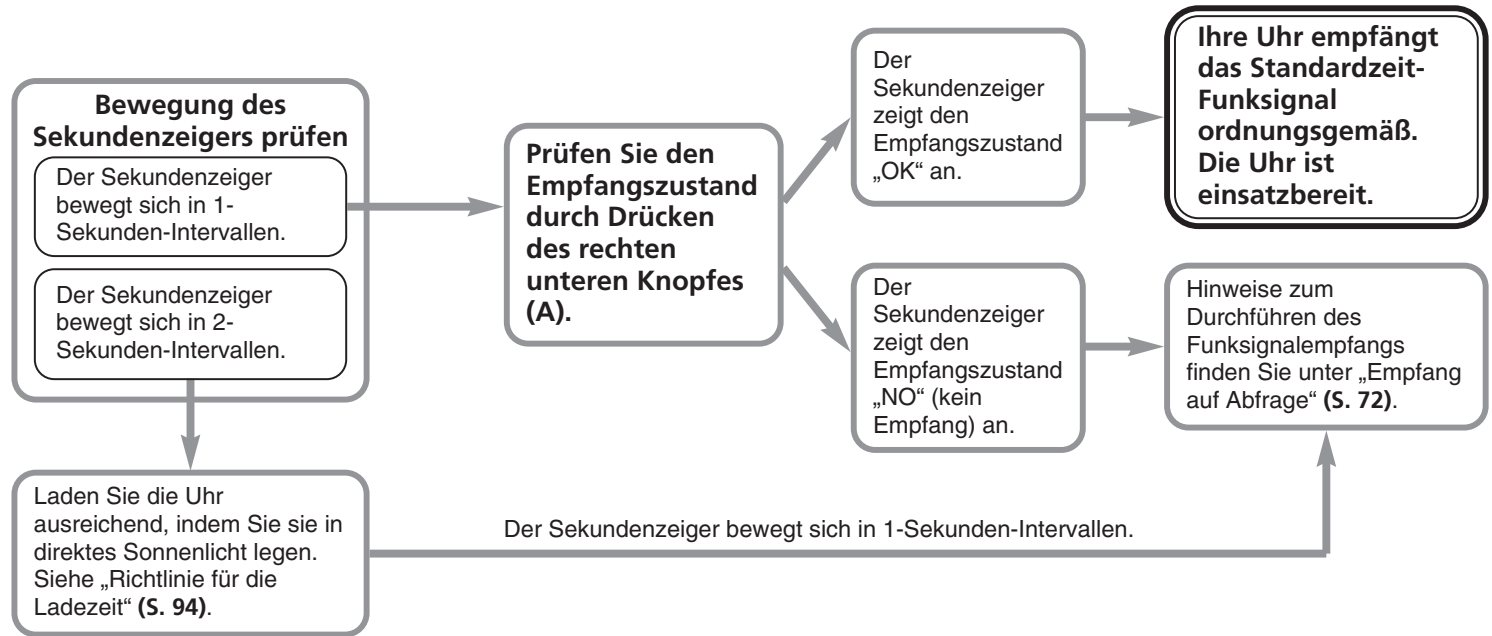 Bewegung des
Sekundenzeigers prüfen
Der Sekundenzeiger
bewegt sich in 1-
Sekunden-Intervallen.
Der Sekundenzeiger
bewegt sich in 2-
Sekunden-Intervallen.
Laden Sie die Uhr
ausreichend, indem Sie sie in
direktes Sonnenlicht legen.
Siehe „Richtlinie für die
Ladezeit“ (S. 94).
Prüfen Sie den
Empfangszustand
durch Drücken
des rechten
unteren Knopfes
(A).
Der
Sekundenzeiger
zeigt den
Empfangszustand
„OK“ an.
Ihre Uhr empfängt
das Standardzeit-
Funksignal
ordnungsgemäß.
Die Uhr ist
einsatzbereit.
Der
Sekundenzeiger
zeigt den
Empfangszustand
„NO“ (kein
Empfang) an.
Hinweise zum
Durchführen des
Funksignalempfangs
finden Sie unter „Empfang
auf Abfrage“ (S. 72).
Der Sekundenzeiger bewegt sich in 1-Sekunden-Intervallen.